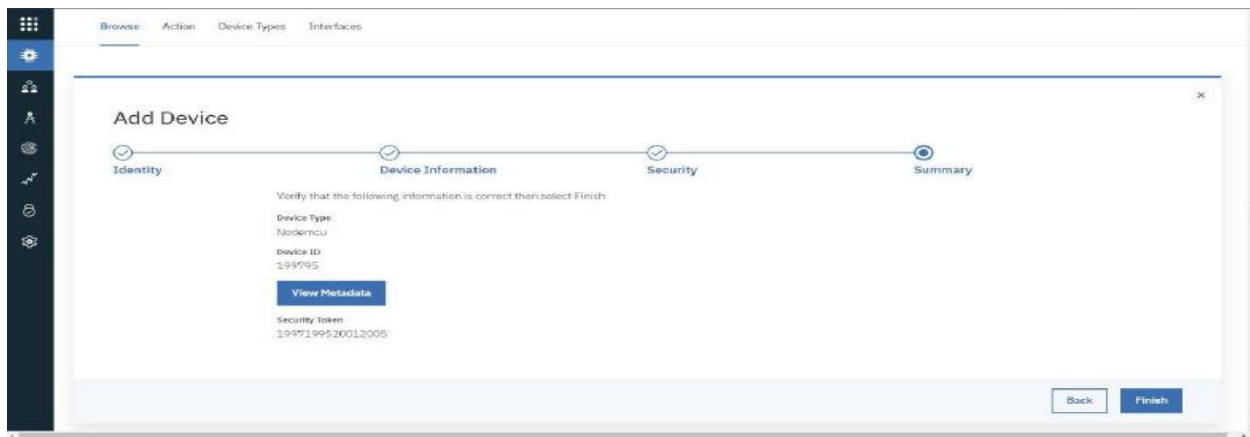 Browse Action Device Types Interfaces
Add Device
Identity Device Information Security Summary
Verify that the following information is correct then select Finish
Device Type
Nodemcu
Device ID
199795
View Metadata
Security Token
1997199520012005
Back Finish